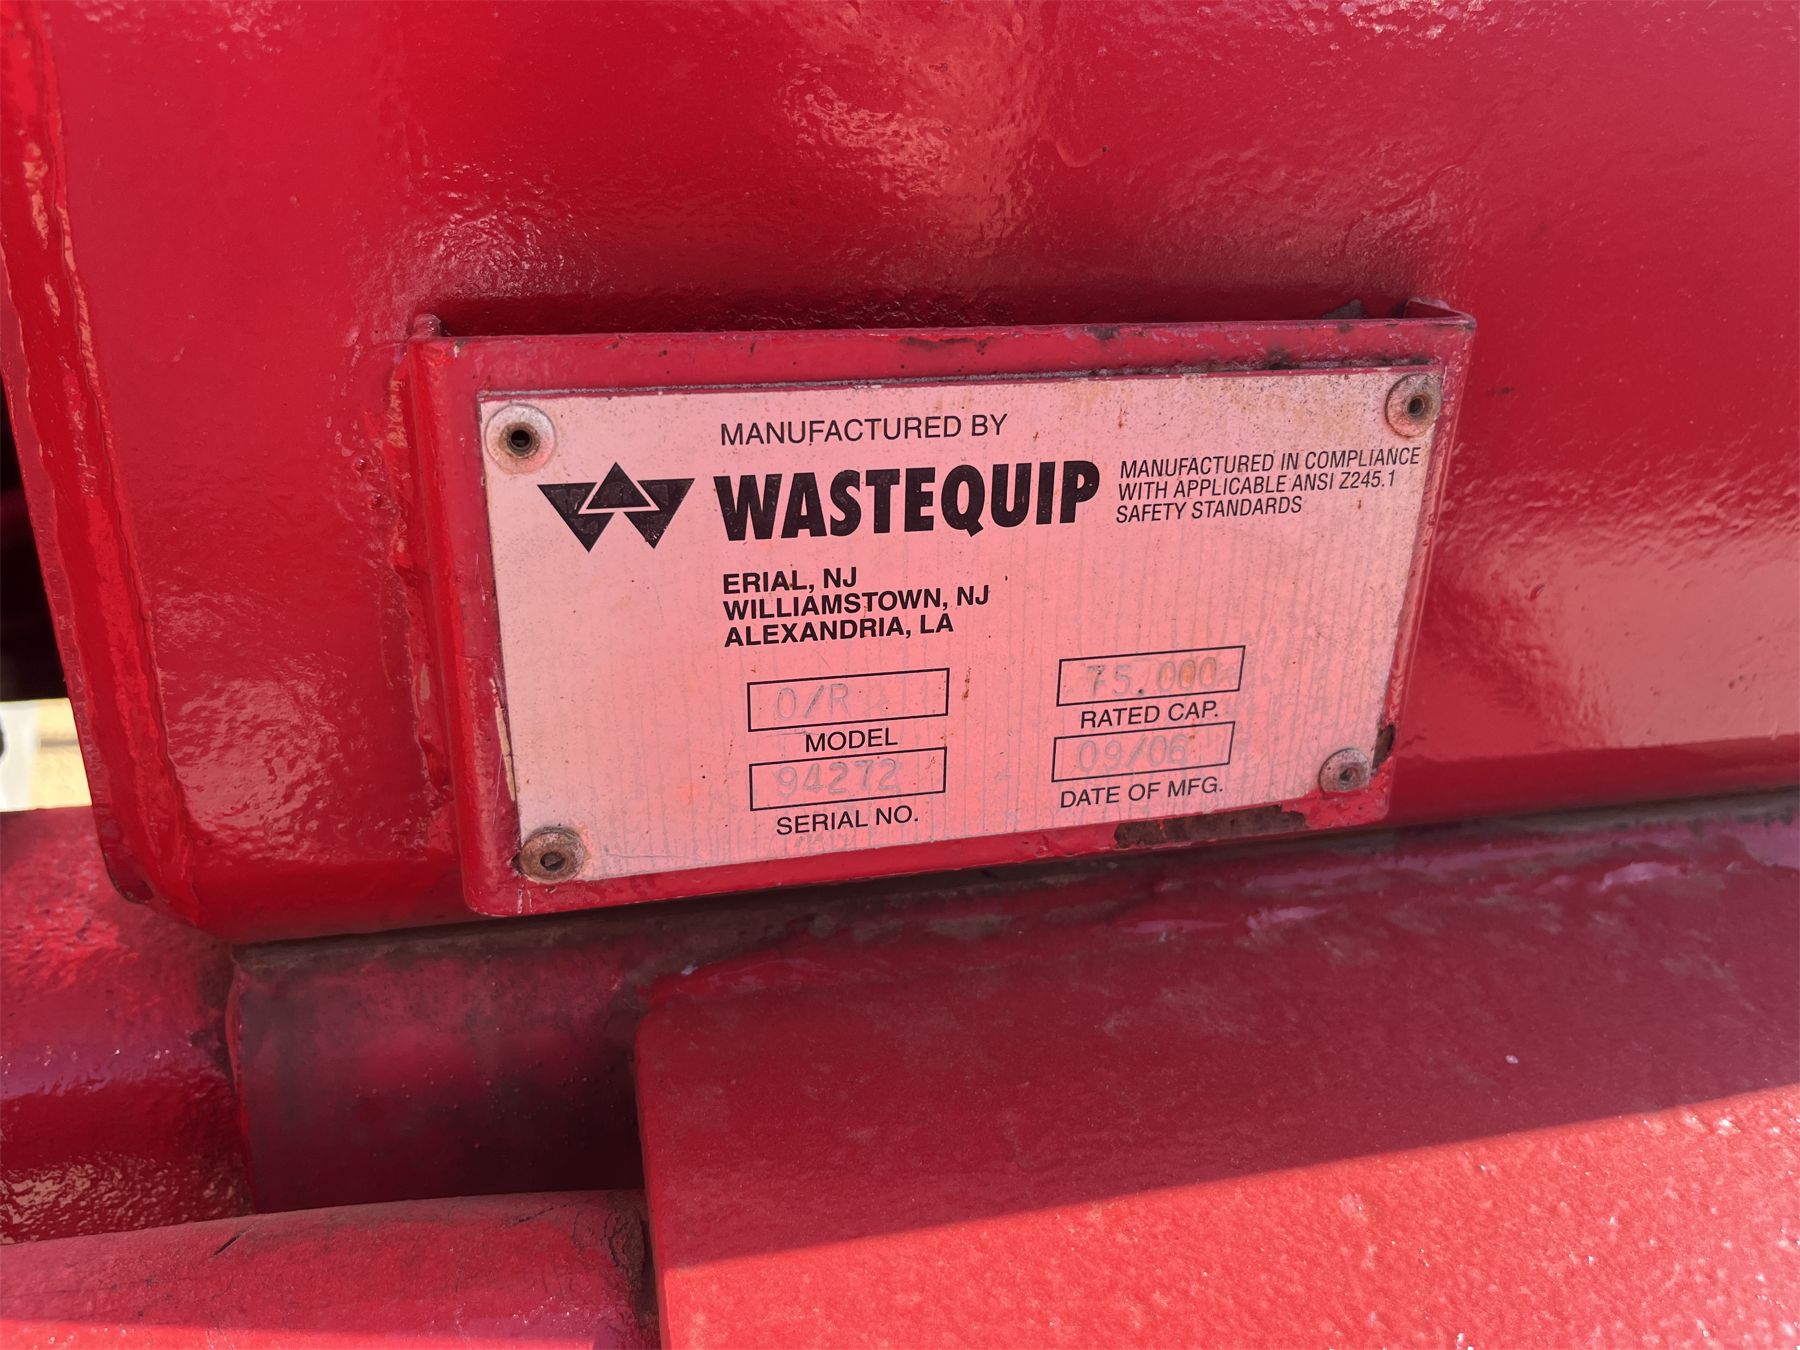 MANUFACTURED BY
WASTEQUIP
MANUFACTURED IN COMPLIANCE
WITH APPLICABLE ANSI Z245.1
SAFETY STANDARDS
ERIAL, NJ
WILLIAMSTOWN, NJ
ALEXANDRIA, LA
O/R
MODEL
75.000
RATED CAP.
94272
SERIAL NO.
09/06
DATE OF MFG.